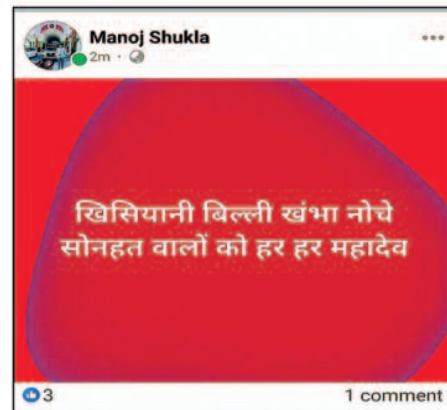 Manoj Shukla
2m ·
खिसियानी बिल्ली खंभा नोचे
सोनहत वालों को हर हर महादेव
3
1 comment